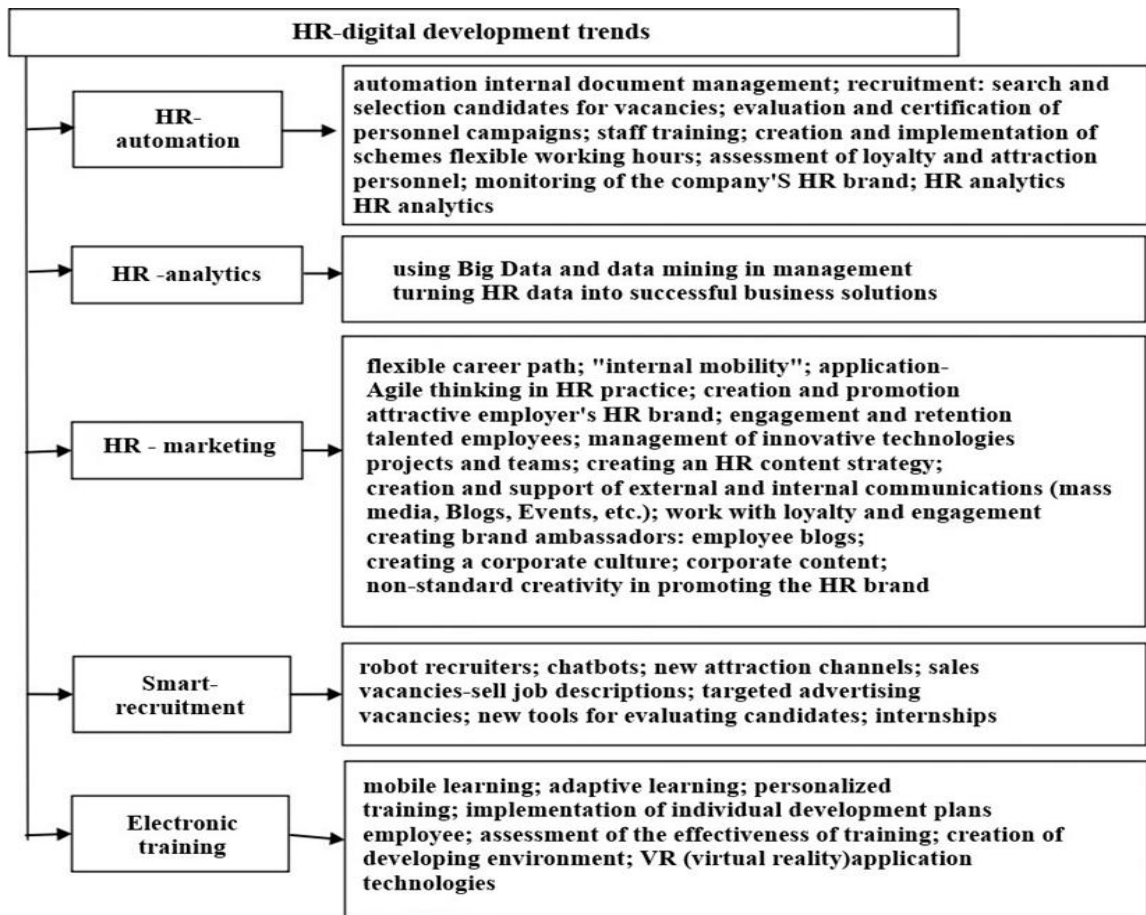 HR-digital development trends
HR-
automation
automation internal document management; recruitment: search and
selection candidates for vacancies; evaluation and certification of
personnel campaigns; staff training; creation and implementation of
schemes flexible working hours; assessment of loyalty and attraction
personnel; monitoring of the company'S HR brand; HR analytics
HR analytics
HR -analytics
using Big Data and data mining in management
turning HR data into successful business solutions
HR - marketing
flexible career path; "internal mobility"; application-
Agile thinking in HR practice; creation and promotion
attractive employer's HR brand; engagement and retention
talented employees; management of innovative technologies
projects and teams; creating an HR content strategy;
creation and support of external and internal communications (mass
media, Blogs, Events, etc.); work with loyalty and engagement
creating brand ambassadors: employee blogs;
creating a corporate culture; corporate content;
non-standard creativity in promoting the HR brand
Smart-
recruitment
robot recruiters; chatbots; new attraction channels; sales
vacancies-sell job descriptions; targeted advertising
vacancies; new tools for evaluating candidates; internships
Electronic
training
mobile learning; adaptive learning; personalized
training; implementation of individual development plans
employee; assessment of the effectiveness of training; creation of
developing environment; VR (virtual reality)application
technologies